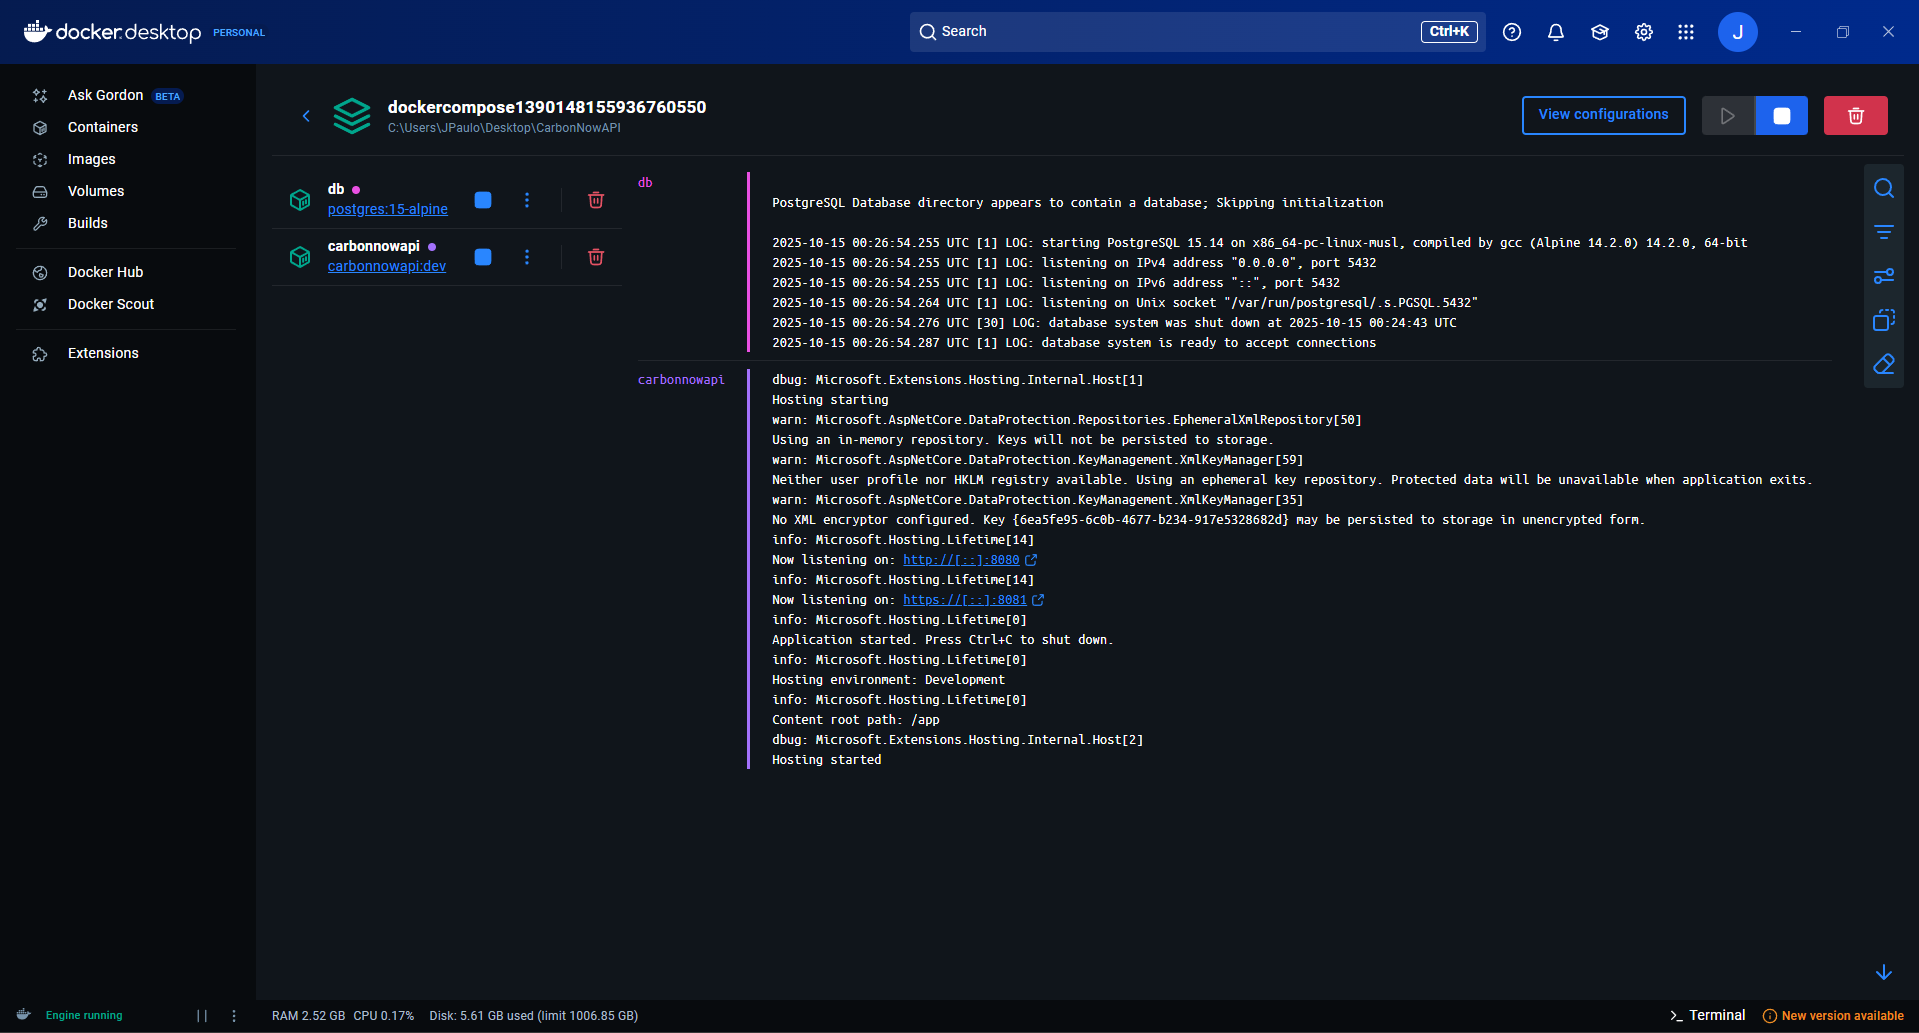 docker.desktop PERSONAL
Search
Ctrl+K
J
Ask Gordon BETA
Containers
Images
Volumes
Builds
Docker Hub
Docker Scout
Extensions
dockercompose1390148155936760550
C:\Users\JPaulo\Desktop\CarbonNowAPI
View configurations
db
postgres:15-alpine
carbonnowapi
carbonnowapi:dev
db
PostgreSQL Database directory appears to contain a database; Skipping initialization
2025-10-15 00:26:54.255 UTC [1] LOG: starting PostgreSQL 15.14 on x86_64-pc-linux-musl, compiled by gcc (Alpine 14.2.0) 14.2.0, 64-bit
2025-10-15 00:26:54.255 UTC [1] LOG: listening on IPv4 address "0.0.0.0", port 5432
2025-10-15 00:26:54.255 UTC [1] LOG: listening on IPv6 address "::", port 5432
2025-10-15 00:26:54.264 UTC [1] LOG: listening on Unix socket "/var/run/postgresql/.s.PGSQL.5432"
2025-10-15 00:26:54.276 UTC [30] LOG: database system was shut down at 2025-10-15 00:24:43 UTC
2025-10-15 00:26:54.287 UTC [1] LOG: database system is ready to accept connections
carbonnowapi
dbug: Microsoft.Extensions.Hosting.Internal.Host[1]
Hosting starting
warn: Microsoft.AspNetCore.DataProtection.Repositories.EphemeralXmlRepository[50]
Using an in-memory repository. Keys will not be persisted to storage.
warn: Microsoft.AspNetCore.DataProtection.KeyManagement.XmlKeyManager[59]
Neither user profile nor HKLM registry available. Using an ephemeral key repository. Protected data will be unavailable when application exits.
warn: Microsoft.AspNetCore.DataProtection.KeyManagement.XmlKeyManager[35]
No XML encryptor configured. Key {6ea5fe95-6c0b-4677-b234-917e5328682d} may be persisted to storage in unencrypted form.
info: Microsoft.Hosting.Lifetime[14]
Now listening on: http://[::]:8080
info: Microsoft.Hosting.Lifetime[14]
Now listening on: https://[::]:8081
info: Microsoft.Hosting.Lifetime[0]
Application started. Press Ctrl+C to shut down.
info: Microsoft.Hosting.Lifetime[0]
Hosting environment: Development
info: Microsoft.Hosting.Lifetime[0]
Content root path: /app
dbug: Microsoft.Extensions.Hosting.Internal.Host[2]
Hosting started
Engine running
RAM 2.52 GB CPU 0.17% Disk: 5.61 GB used (limit 1006.85 GB)
Terminal
New version available